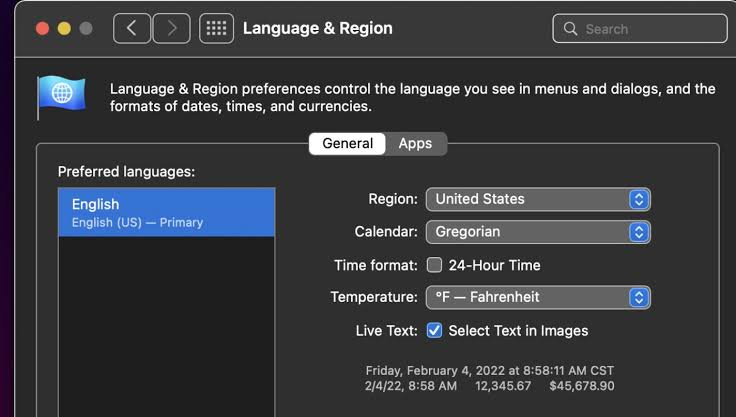 Language & Region
Search
Language & Region preferences control the language you see in menus and dialogs, and the
formats of dates, times, and currencies.
General Apps
Preferred languages:
English
English (US) — Primary
Region: United States
Calendar: Gregorian
Time format: 24-Hour Time
Temperature: °F — Fahrenheit
Live Text: Select Text in Images
Friday, February 4, 2022 at 8:58:11 AM CST
2/4/22, 8:58 AM 12,345.67 $45,678.90